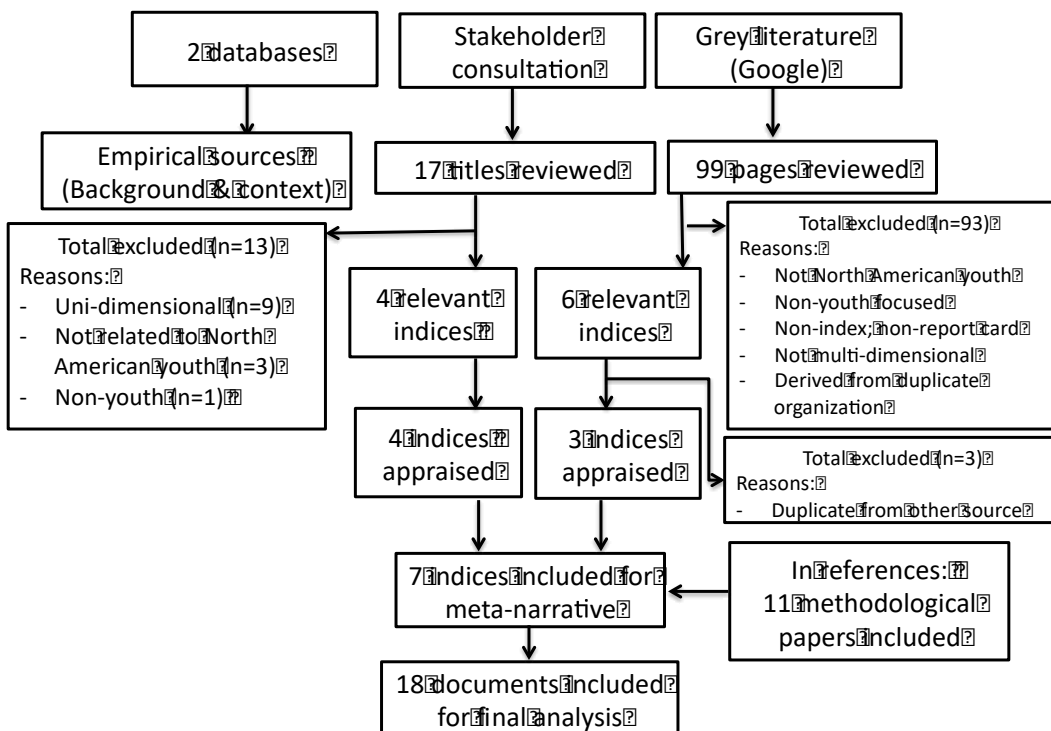 2 databases
Stakeholder
consultation
Grey literature
(Google)
Empirical sources
(Background & context)
17 titles reviewed
99 pages reviewed
Total excluded (n=13)
Reasons:
- Uni-dimensional (n=9)
- Not related to North
American youth (n=3)
- Non-youth (n=1)
4 relevant
indices
6 relevant
indices
Total excluded (n=93)
Reasons:
- Not North American youth
- Non-youth focused
- Non-index; non-report card
- Not multi-dimensional
- Derived from duplicate
organization
4 indices
appraised
3 indices
appraised
Total excluded (n=3)
Reasons:
- Duplicate from other source
7 indices included for
meta-narrative
In references:
11 methodological
papers included
18 documents included
for final analysis